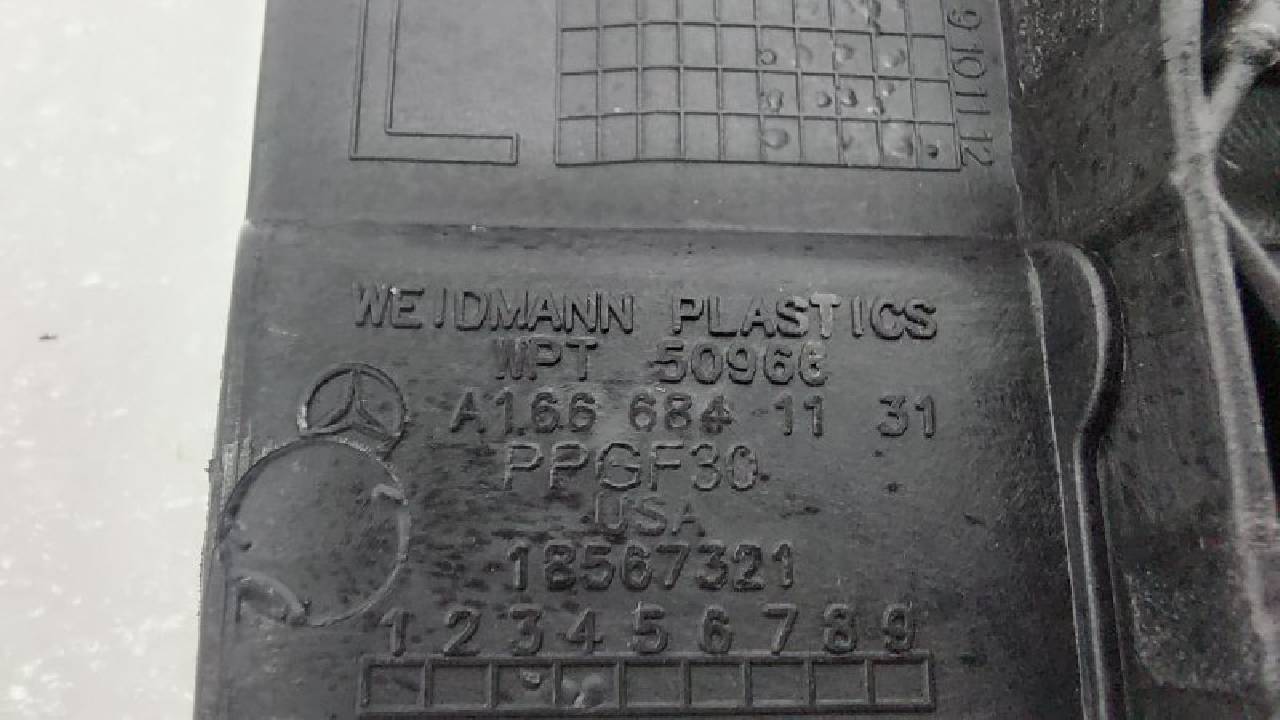 9 10 11 12
WEIDMANN PLASTICS
WPT 50966
A166 684 11 31
PPGF30
USA
18567321
1 2 3 4 5 6 7 8 9